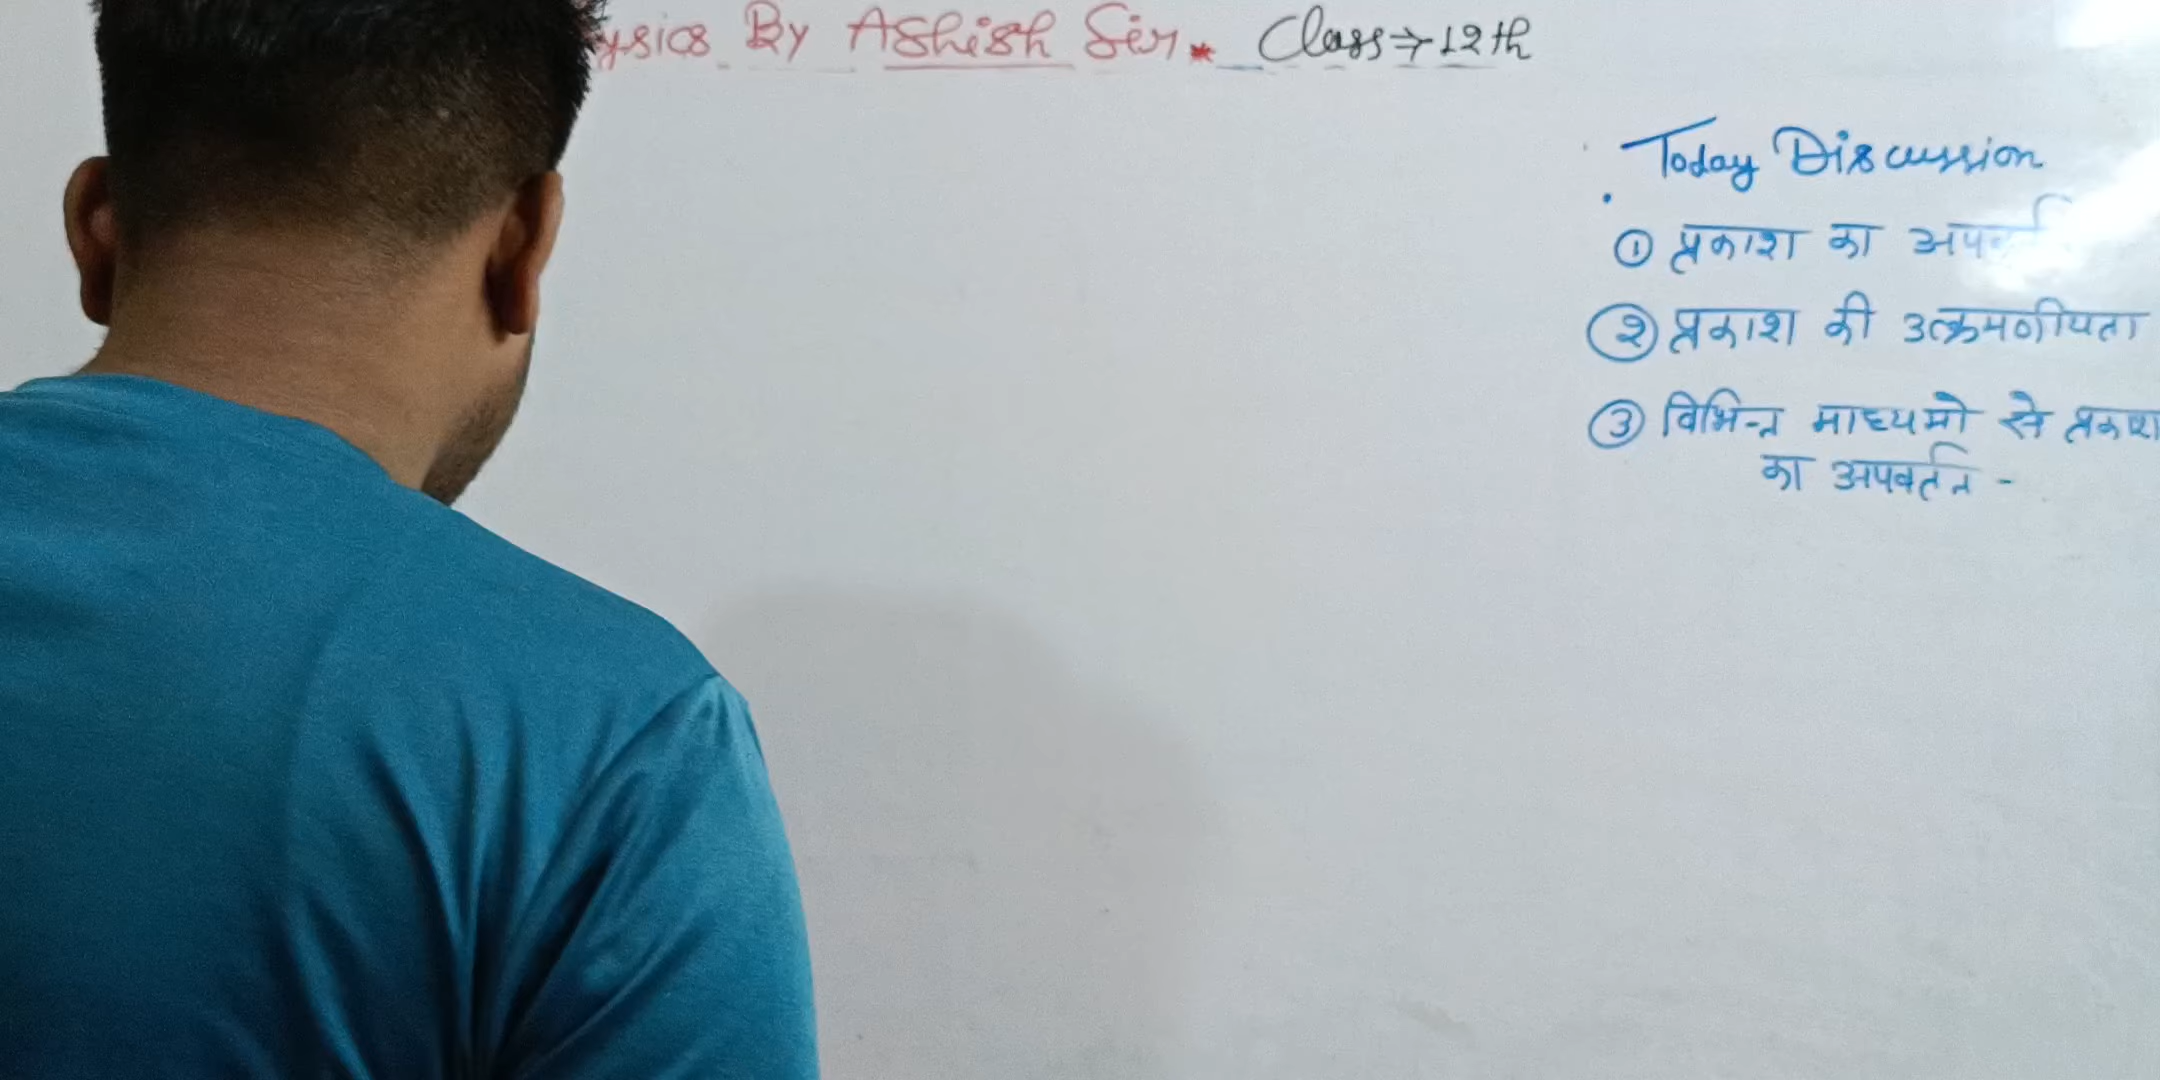 ysics By Ashish Sir * Class → 12th
Today Discussion
① प्रकाश का
② प्रकाश की उत्क्रमणीयता
③ विभिन्न माध्यमो से प्रकाश
का अपवर्तन -